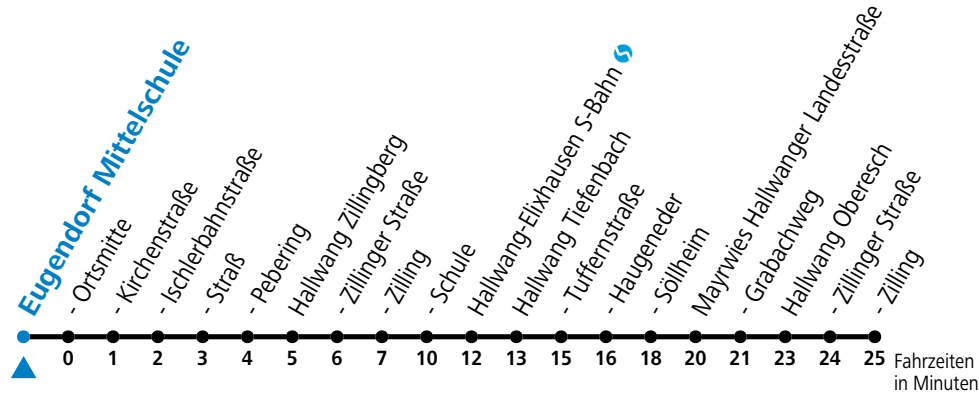 Eugendorf Mittelschule
- Ortsmitte
- Kirchenstraße
- Ischlerbahnstraße
- Straß
- Pebering
Hallwang Zillingberg
- Zillinger Straße
- Zilling
- Schule
Hallwang-Elixhausen S-Bahn
Hallwang Tiefenbach
- Tuffernstraße
- Haugeneder
- Söllheim
Mayrwies Hallwanger Landesstraße
- Grabachweg
Hallwang Oberesch
- Zillinger Straße
- Zilling
0 1 2 3 4 5 6 7 10 12 13 15 16 18 20 21 23 24 25
Fahrzeiten
in Minuten